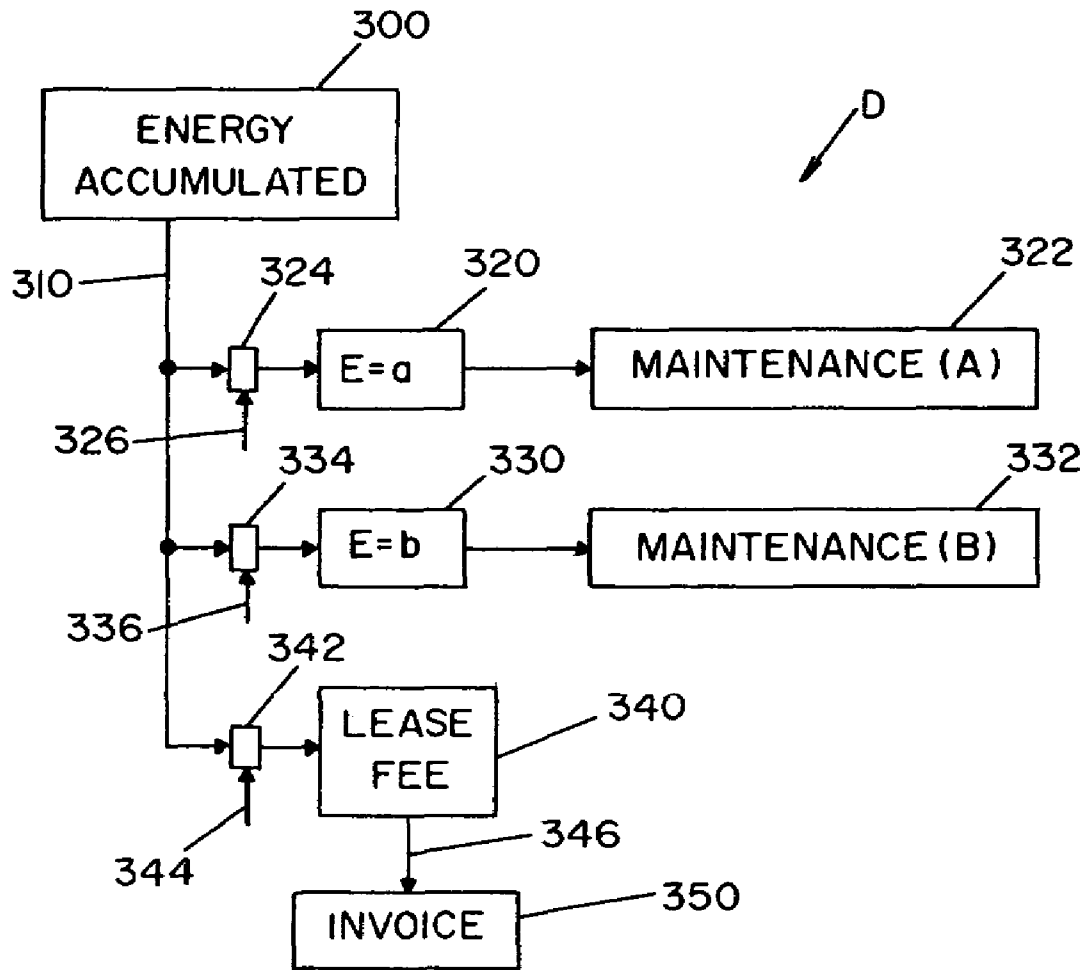 300
ENERGY
ACCUMULATED
D
310
324
320
322
E=a
MAINTENANCE (A)
326
334
330
332
E=b
MAINTENANCE (B)
336
342
LEASE
FEE
340
344
346
INVOICE
350